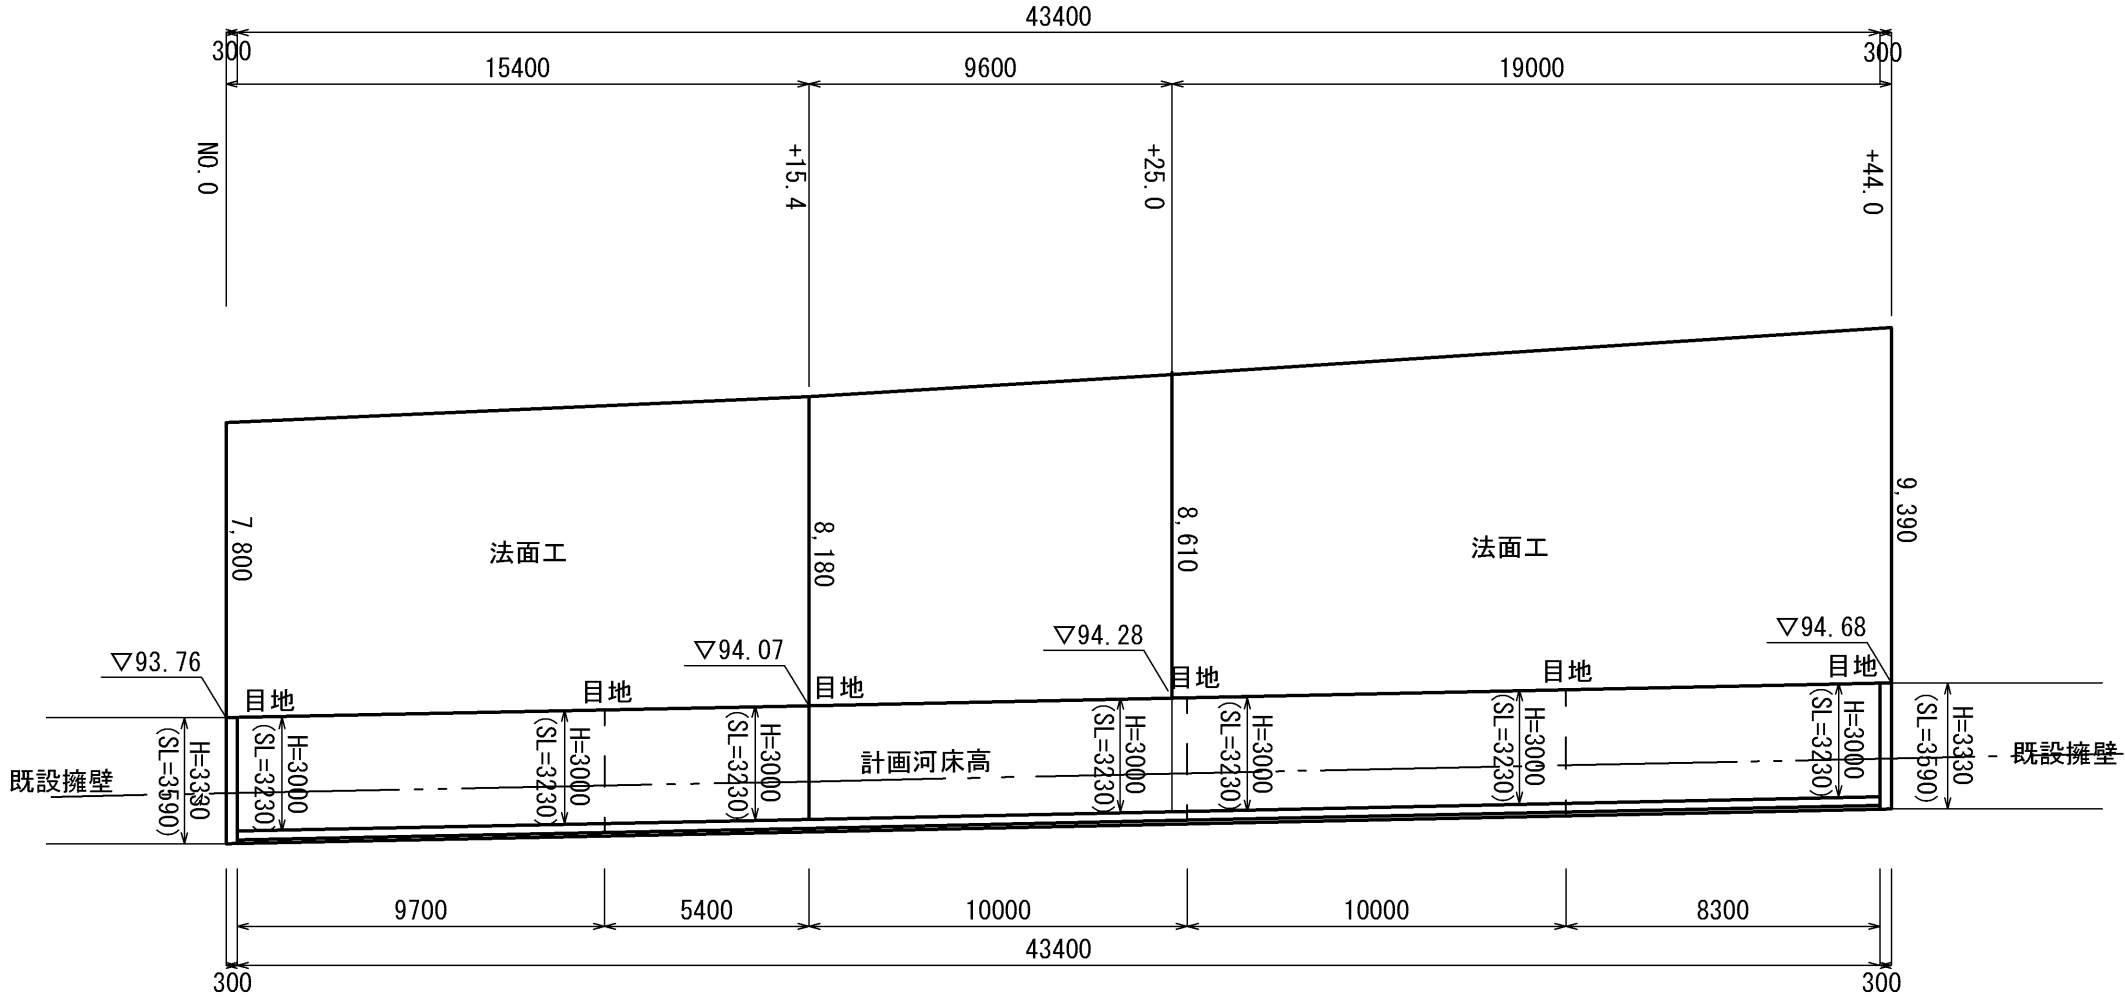 43400
300
300
15400
9600
19000
NO. 0
+15. 4
+25. 0
+44. 0
7, 800
法面工
8, 180
8, 610
法面工
9, 390
▽93. 76
▽94. 07
▽94. 28
▽94. 68
目地
目地
目地
目地
目地
目地
既設擁壁
H=3330
(SL=3590)
H=3000
(SL=3230)
H=3000
(SL=3230)
H=3000
(SL=3230)
計画河床高
H=3000
(SL=3230)
H=3000
(SL=3230)
H=3000
(SL=3230)
H=3000
(SL=3230)
H=3330
(SL=3590)
既設擁壁
9700
5400
10000
10000
8300
43400
300
300